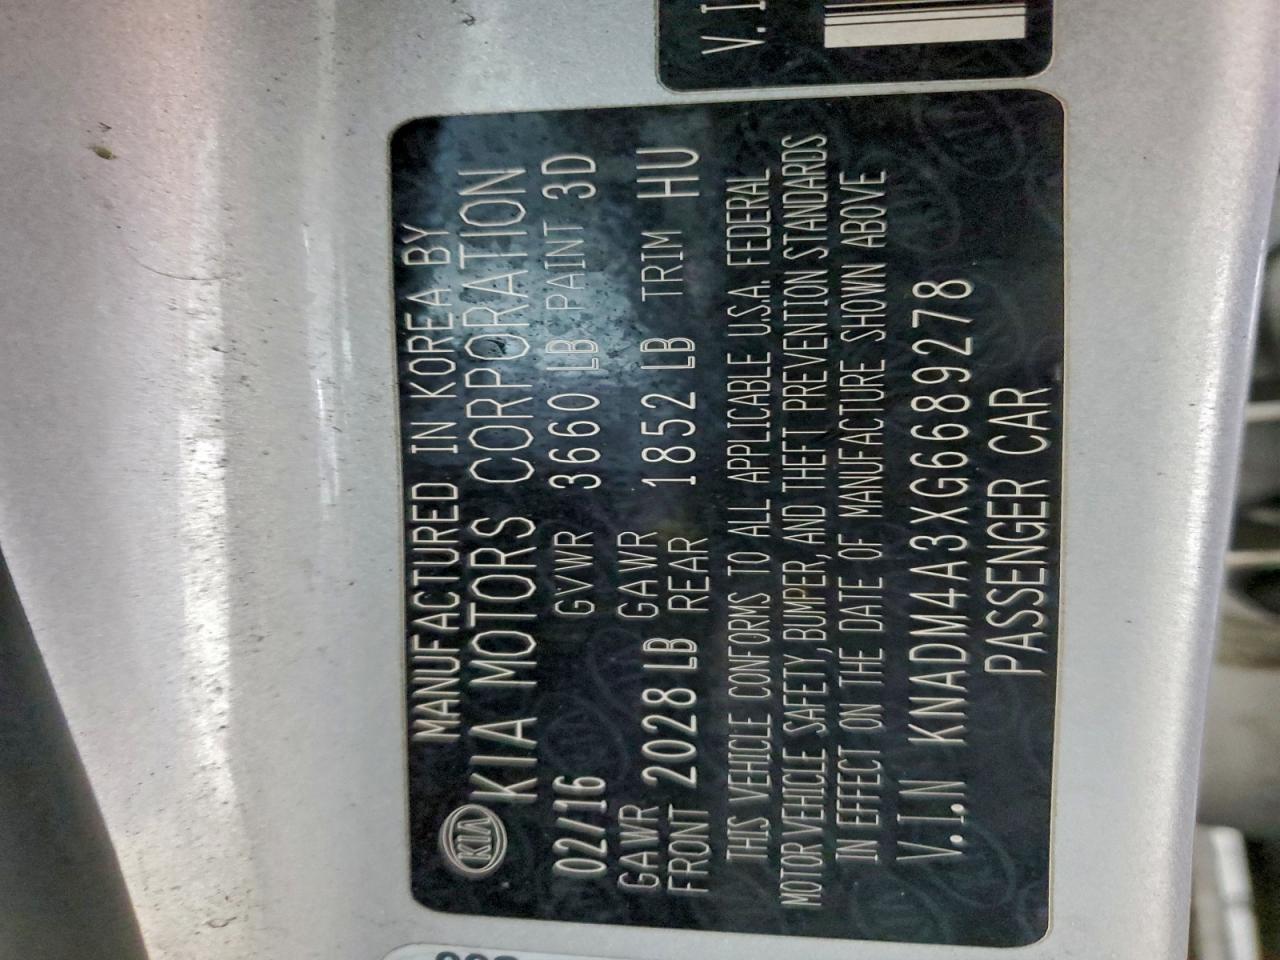 V.I
MANUFACTURED IN KOREA BY
KIA KIA MOTORS CORPORATION
02/16 GVWR 3660 LB PAINT 3D
GAWR FRONT 2028 LB GAWR REAR 1852 LB TRIM HU
THIS VEHICLE CONFORMS TO ALL APPLICABLE U.S.A. FEDERAL
MOTOR VEHICLE SAFETY, BUMPER, AND THEFT PREVENTION STANDARDS
IN EFFECT ON THE DATE OF MANUFACTURE SHOWN ABOVE
V.I.N KNADM4A3XG6689278
PASSENGER CAR